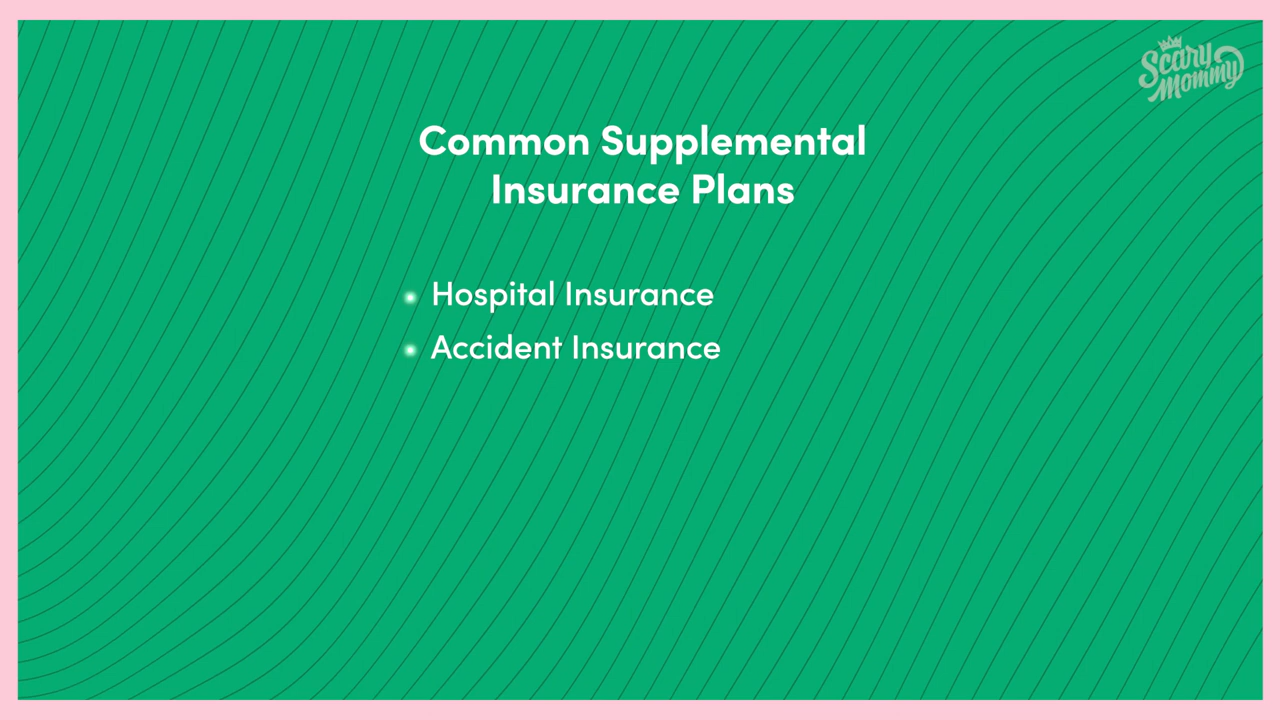 Scary
Mommy
Common Supplemental
Insurance Plans
Hospital Insurance
Accident Insurance